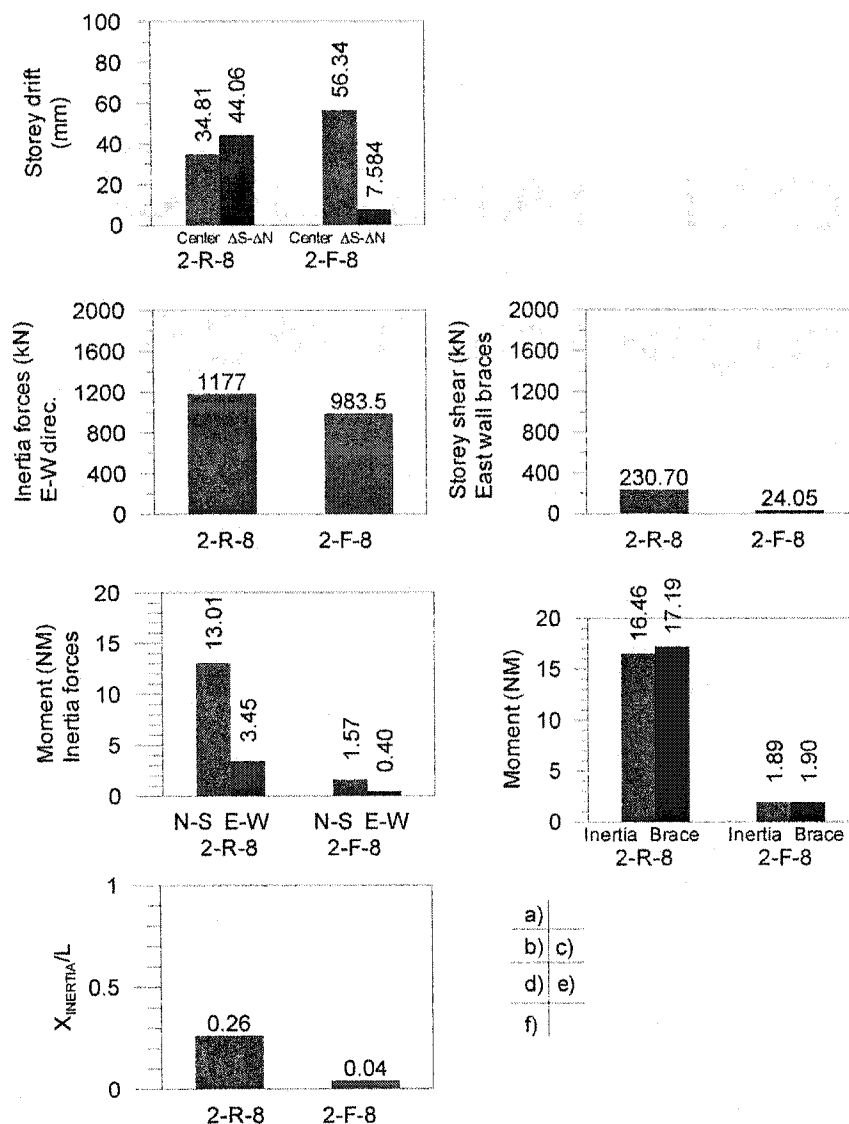 Storey drift
(mm)
100
80
60
40
20
0
34.81
44.06
56.34
7.584
Center ΔS-ΔN
Center ΔS-ΔN
2-R-8
2-F-8
Inertia forces (kN)
E-W direc.
2000
1600
1200
800
400
0
1177
983.5
2-R-8
2-F-8
Storey shear (kN)
East wall braces
2000
1600
1200
800
400
0
230.70
24.05
2-R-8
2-F-8
Moment (NM)
Inertia forces
20
15
10
5
0
13.01
3.45
1.57
0.40
N-S E-W
N-S E-W
2-R-8
2-F-8
Moment (NM)
20
15
10
5
0
16.46
17.19
1.89
1.90
Inertia Brace
Inertia Brace
2-R-8
2-F-8
X_INERTIA/L
1
0.5
0
0.26
0.04
2-R-8
2-F-8
a)
b) c)
d) e)
f)